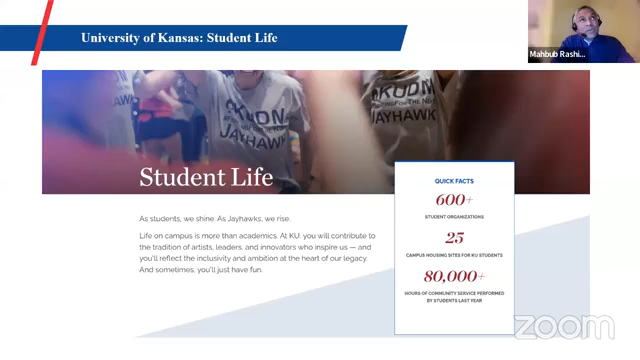 University of Kansas: Student Life
Mahbub Rashi...
KUDM
JAYHAWK
KUDM
JAYHAWK
Student Life
As students, we shine. As Jayhawks, we rise.
Life on campus is more than academics. At KU, you will contribute to
the tradition of artists, leaders, and innovators who inspire us — and
you'll reflect the inclusivity and ambition at the heart of our legacy.
And sometimes, you'll just have fun.
QUICK FACTS
600+
STUDENT ORGANIZATIONS
25
CAMPUS HOUSING SITES FOR KU STUDENTS
80,000+
HOURS OF COMMUNITY SERVICE PERFORMED
BY STUDENTS LAST YEAR
zoom